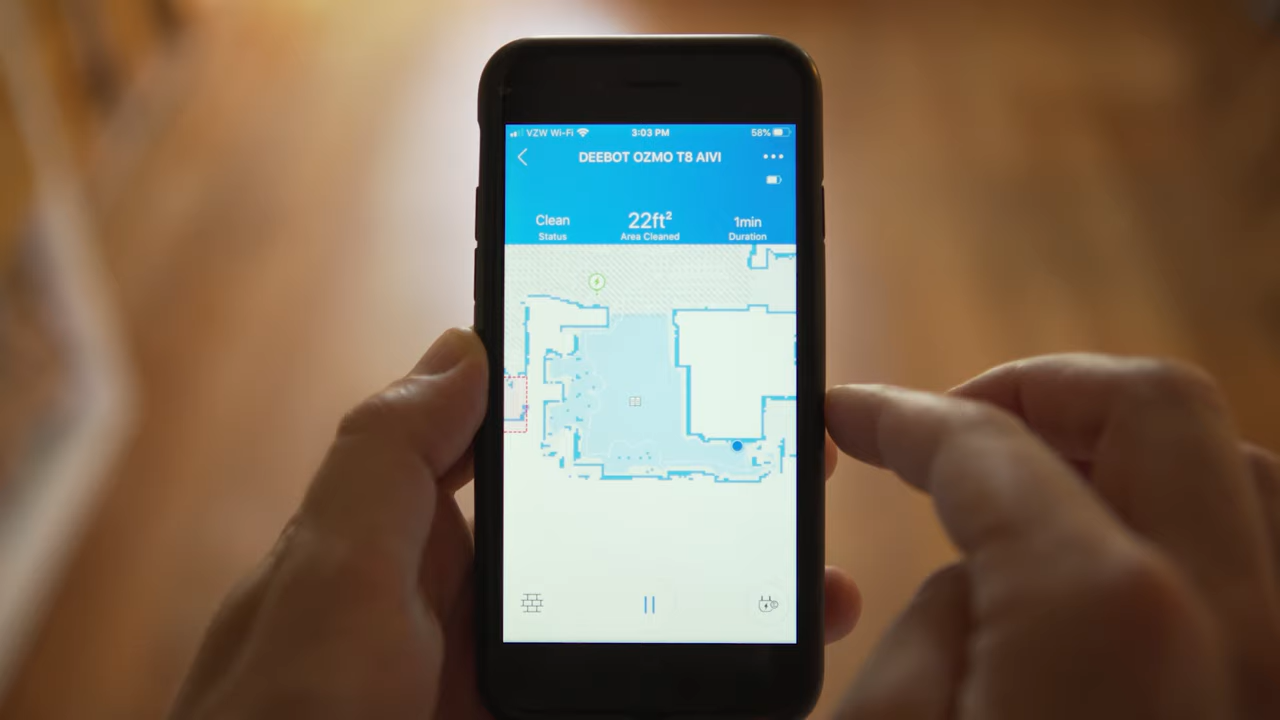 VZW Wi-Fi 3:03 PM 58%
DEEBOT OZMO T8 AIVI
Clean 22ft² 1min
Status Area Cleaned Duration